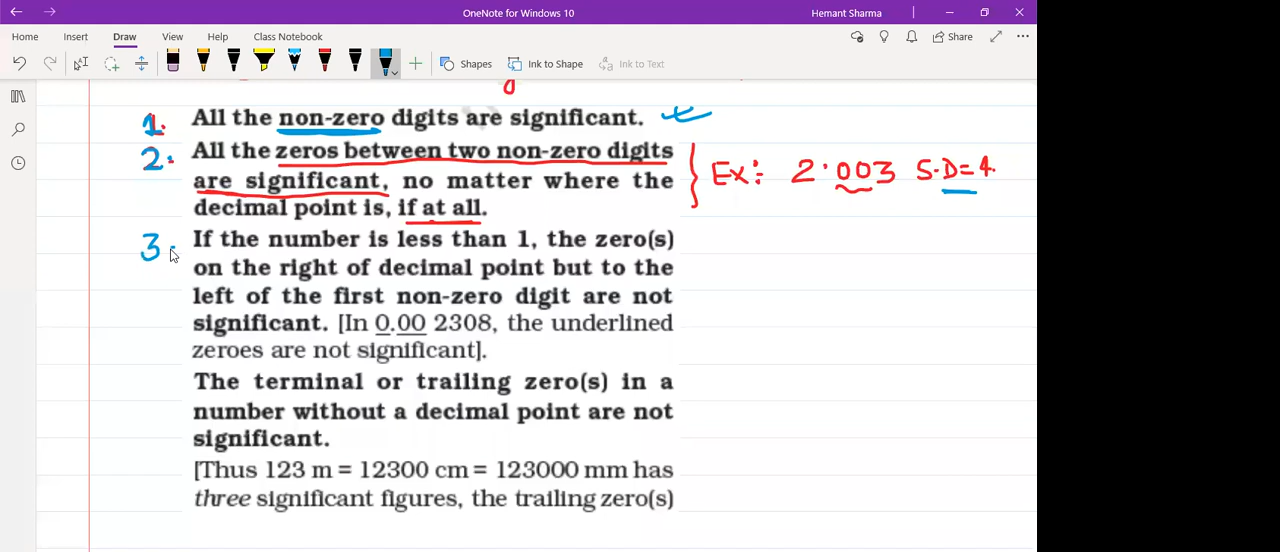 OneNote for Windows 10
Hemant Sharma
Home Insert Draw View Help Class Notebook
Share
Shapes Ink to Shape Ink to Text
1. All the non-zero digits are significant.
2. All the zeros between two non-zero digits
are significant, no matter where the
decimal point is, if at all.
Ex: 2.003 S.D=4.
3. If the number is less than 1, the zero(s)
on the right of decimal point but to the
left of the first non-zero digit are not
significant. [In 0.00 2308, the underlined
zeroes are not significant].
The terminal or trailing zero(s) in a
number without a decimal point are not
significant.
[Thus 123 m = 12300 cm = 123000 mm has
three significant figures, the trailing zero(s)